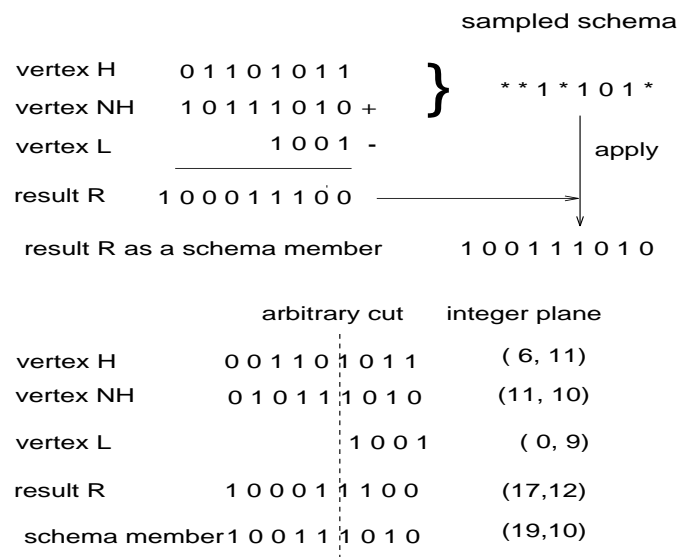 sampled schema
vertex H 0 1 1 0 1 0 1 1
vertex NH 1 0 1 1 1 0 1 0 +
} * * 1 * 1 0 1 *
vertex L 1 0 0 1 -
apply
result R 1 0 0 0 1 1 1 0 0
result R as a schema member 1 0 0 1 1 1 0 1 0
arbitrary cut integer plane
vertex H 0 0 1 1 0 1 0 1 1 ( 6, 11)
vertex NH 0 1 0 1 1 1 0 1 0 (11, 10)
vertex L 1 0 0 1 ( 0, 9)
result R 1 0 0 0 1 1 1 0 0 (17,12)
schema member 1 0 0 1 1 1 0 1 0 (19,10)